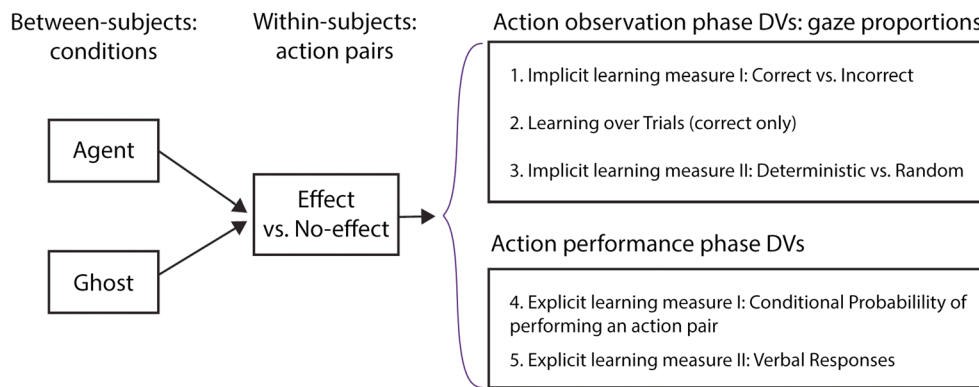 Between-subjects:
conditions
Within-subjects:
action pairs
Action observation phase DVs: gaze proportions
Agent
Ghost
Effect
vs. No-effect
1. Implicit learning measure I: Correct vs. Incorrect
2. Learning over Trials (correct only)
3. Implicit learning measure II: Deterministic vs. Random
Action performance phase DVs
4. Explicit learning measure I: Conditional Probabilility of
performing an action pair
5. Explicit learning measure II: Verbal Responses